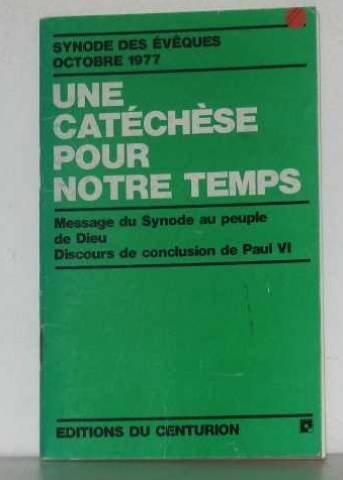 SYNODE DES ÉVÊQUES
OCTOBRE 1977
UNE
CATÉCHÈSE
POUR
NOTRE TEMPS
Message du Synode au peuple
de Dieu
Discours de conclusion de Paul VI
EDITIONS DU CENTURION